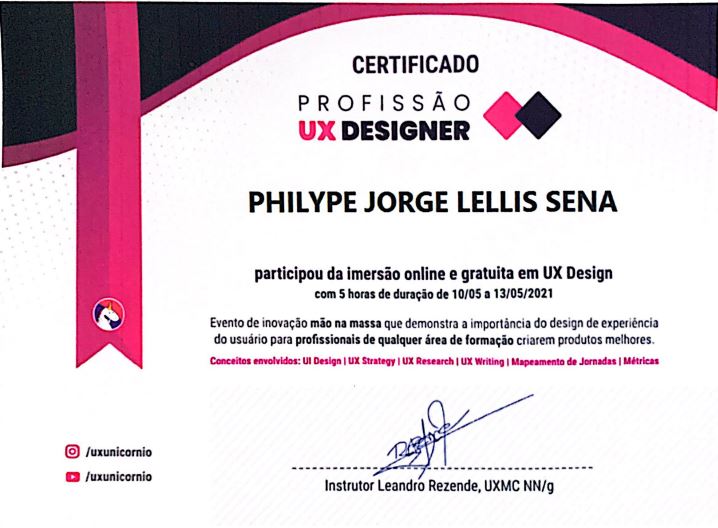 CERTIFICADO
PROFISSÃO
UX DESIGNER
PHILYPE JORGE LELLIS SENA
participou da imersão online e gratuita em UX Design
com 5 horas de duração de 10/05 a 13/05/2021
Evento de inovação mão na massa que demonstra a importância do design de experiência
do usuário para profissionais de qualquer área de formação criarem produtos melhores.
Conceitos envolvidos: UI Design | UX Strategy | UX Research | UX Writing | Mapeamento de Jornadas | Métricas
/uxunicornio
/uxunicornio
Instrutor Leandro Rezende, UXMC NN/g